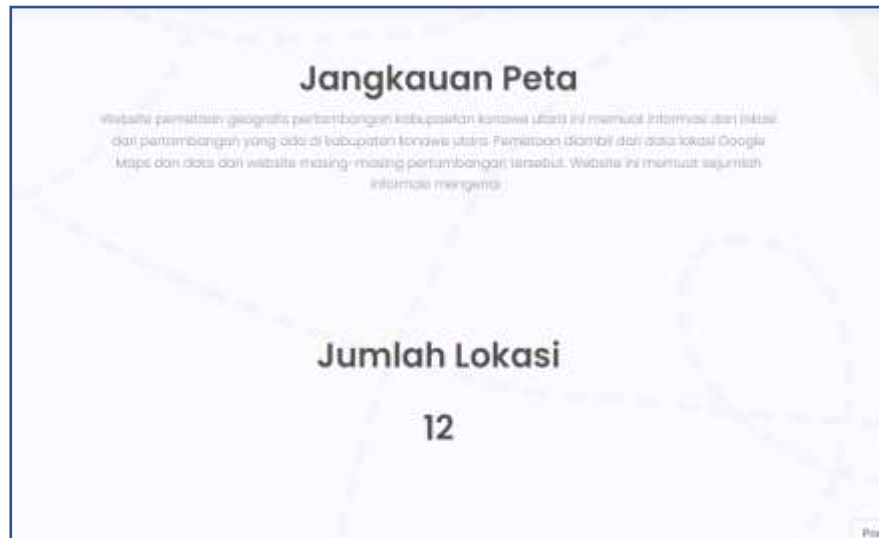 Jangkauan Peta
Website pemetaan geografis pertambangan kabupaetan konawe utara ini memuat informasi dan lokasi
dari pertambangan yang ada di kabupaten konawe utara. Pemetaan diambil dari data lokasi Google
Maps dan data dari website masing-masing pertambangan tersebut. Website ini memuat sejumlah
informasi mengenai
Jumlah Lokasi
12